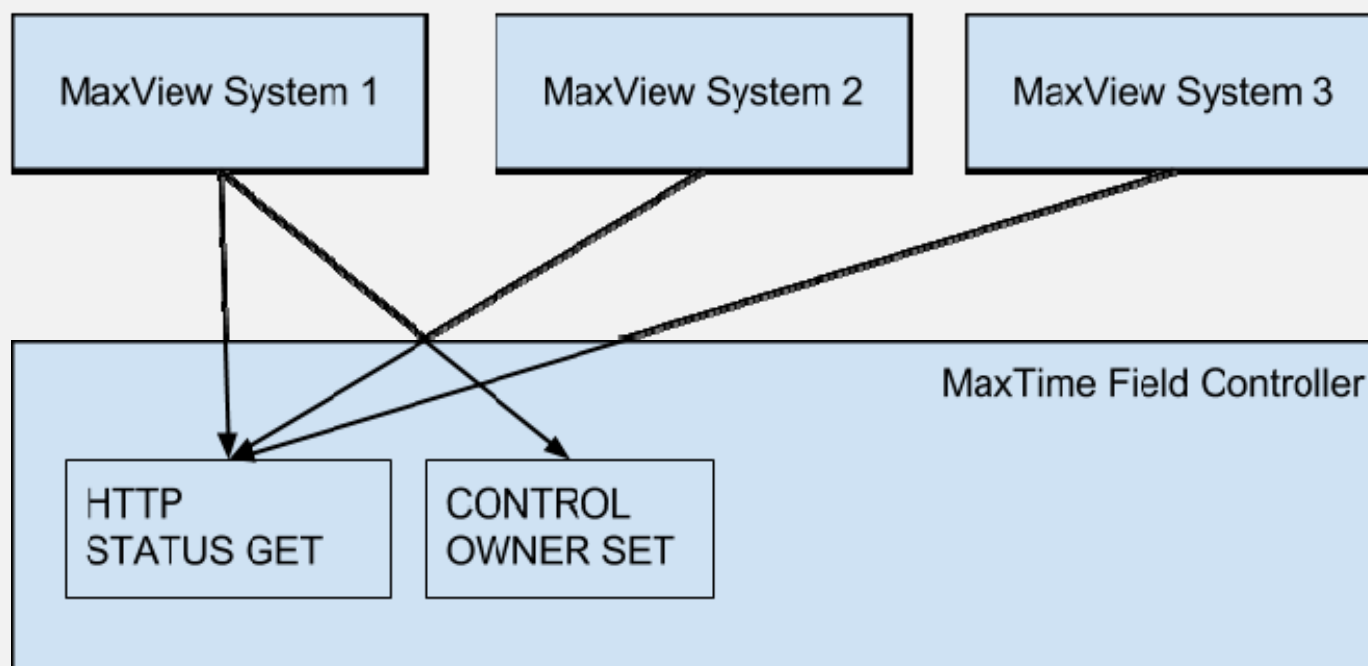 MaxView System 1
MaxView System 2
MaxView System 3
MaxTime Field Controller
HTTP
STATUS GET
CONTROL
OWNER SET